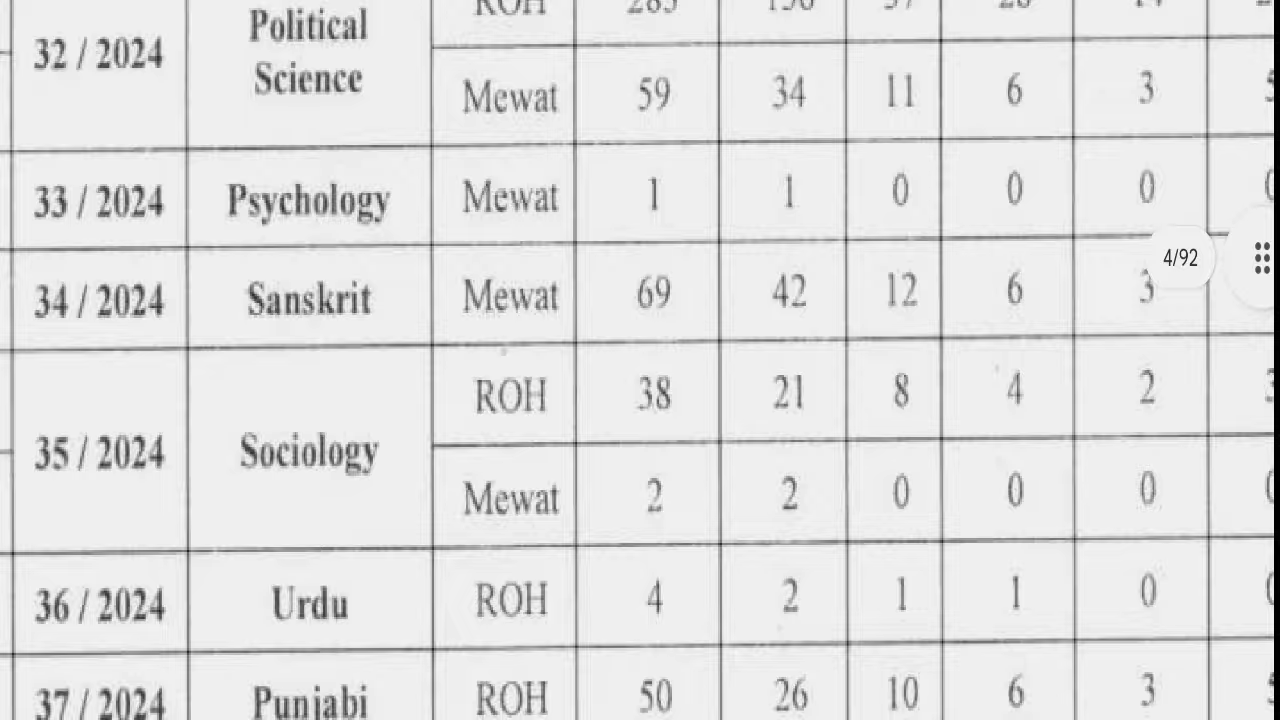 32 / 2024 Political Science ROH
Mewat 59 34 11 6 3
33 / 2024 Psychology Mewat 1 1 0 0 0
4/92
34 / 2024 Sanskrit Mewat 69 42 12 6 3
35 / 2024 Sociology ROH 38 21 8 4 2
Mewat 2 2 0 0 0
36 / 2024 Urdu ROH 4 2 1 1 0
37 / 2024 Punjabi ROH 50 26 10 6 3